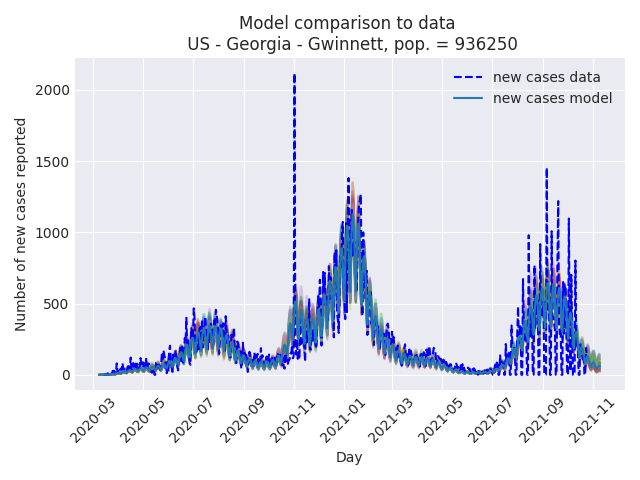 Model comparison to data
US - Georgia - Gwinnett, pop. = 936250
new cases data
new cases model
Number of new cases reported
2000
1500
1000
500
0
2020-03
2020-05
2020-07
2020-09
2020-11
2021-01
2021-03
2021-05
2021-07
2021-09
2021-11
Day